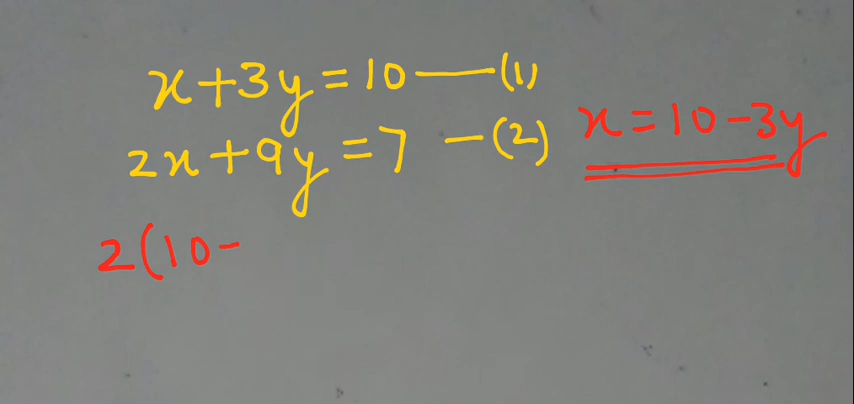 x+3y=10—(1)
2x+9y=7 —(2)
x=10-3y
2(10-